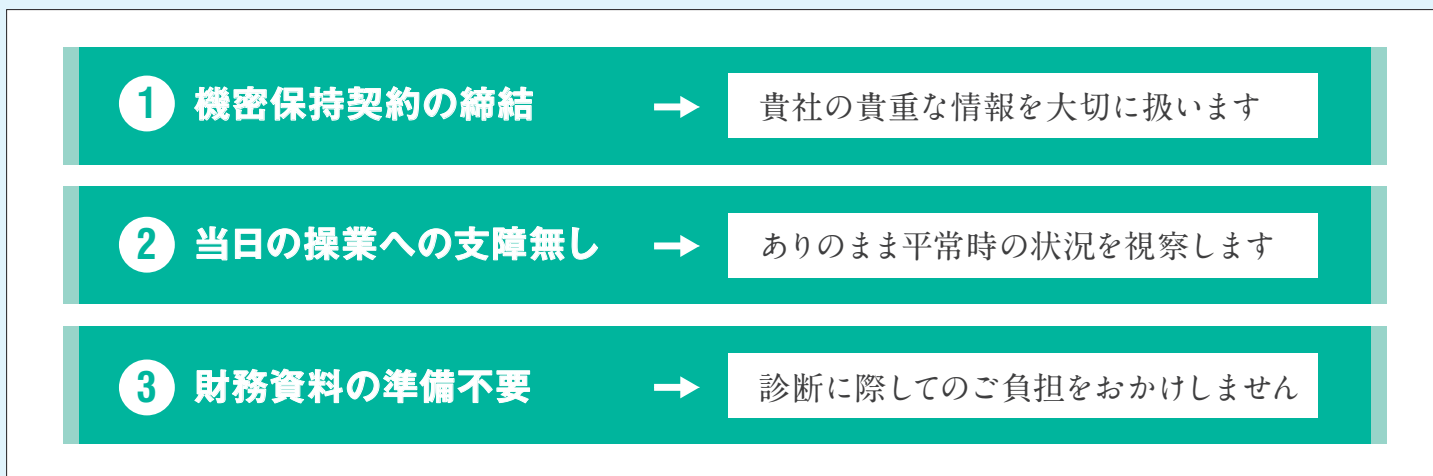 1 機密保持契約の締結 → 貴社の貴重な情報を大切に扱います
2 当日の操業への支障無し → ありのまま平常時の状況を視察します
3 財務資料の準備不要 → 診断に際してのご負担をおかけしません